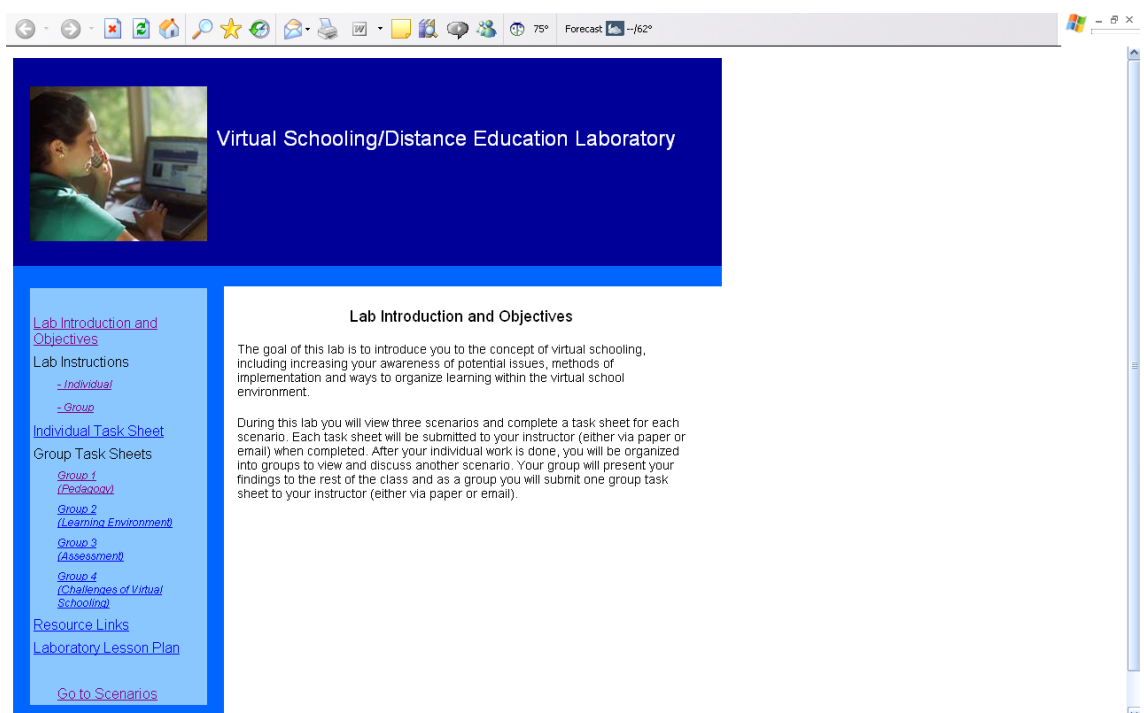 75° Forecast --/62°
Virtual Schooling/Distance Education Laboratory
Lab Introduction and
Objectives
Lab Instructions
- Individual
- Group
Individual Task Sheet
Group Task Sheets
Group 1
(Pedagogy)
Group 2
(Learning Environment)
Group 3
(Assessment)
Group 4
(Challenges of Virtual
Schooling)
Resource Links
Laboratory Lesson Plan
Go to Scenarios
Lab Introduction and Objectives
The goal of this lab is to introduce you to the concept of virtual schooling,
including increasing your awareness of potential issues, methods of
implementation and ways to organize learning within the virtual school
environment.
During this lab you will view three scenarios and complete a task sheet for each
scenario. Each task sheet will be submitted to your instructor (either via paper or
email) when completed. After your individual work is done, you will be organized
into groups to view and discuss another scenario. Your group will present your
findings to the rest of the class and as a group you will submit one group task
sheet to your instructor (either via paper or email).